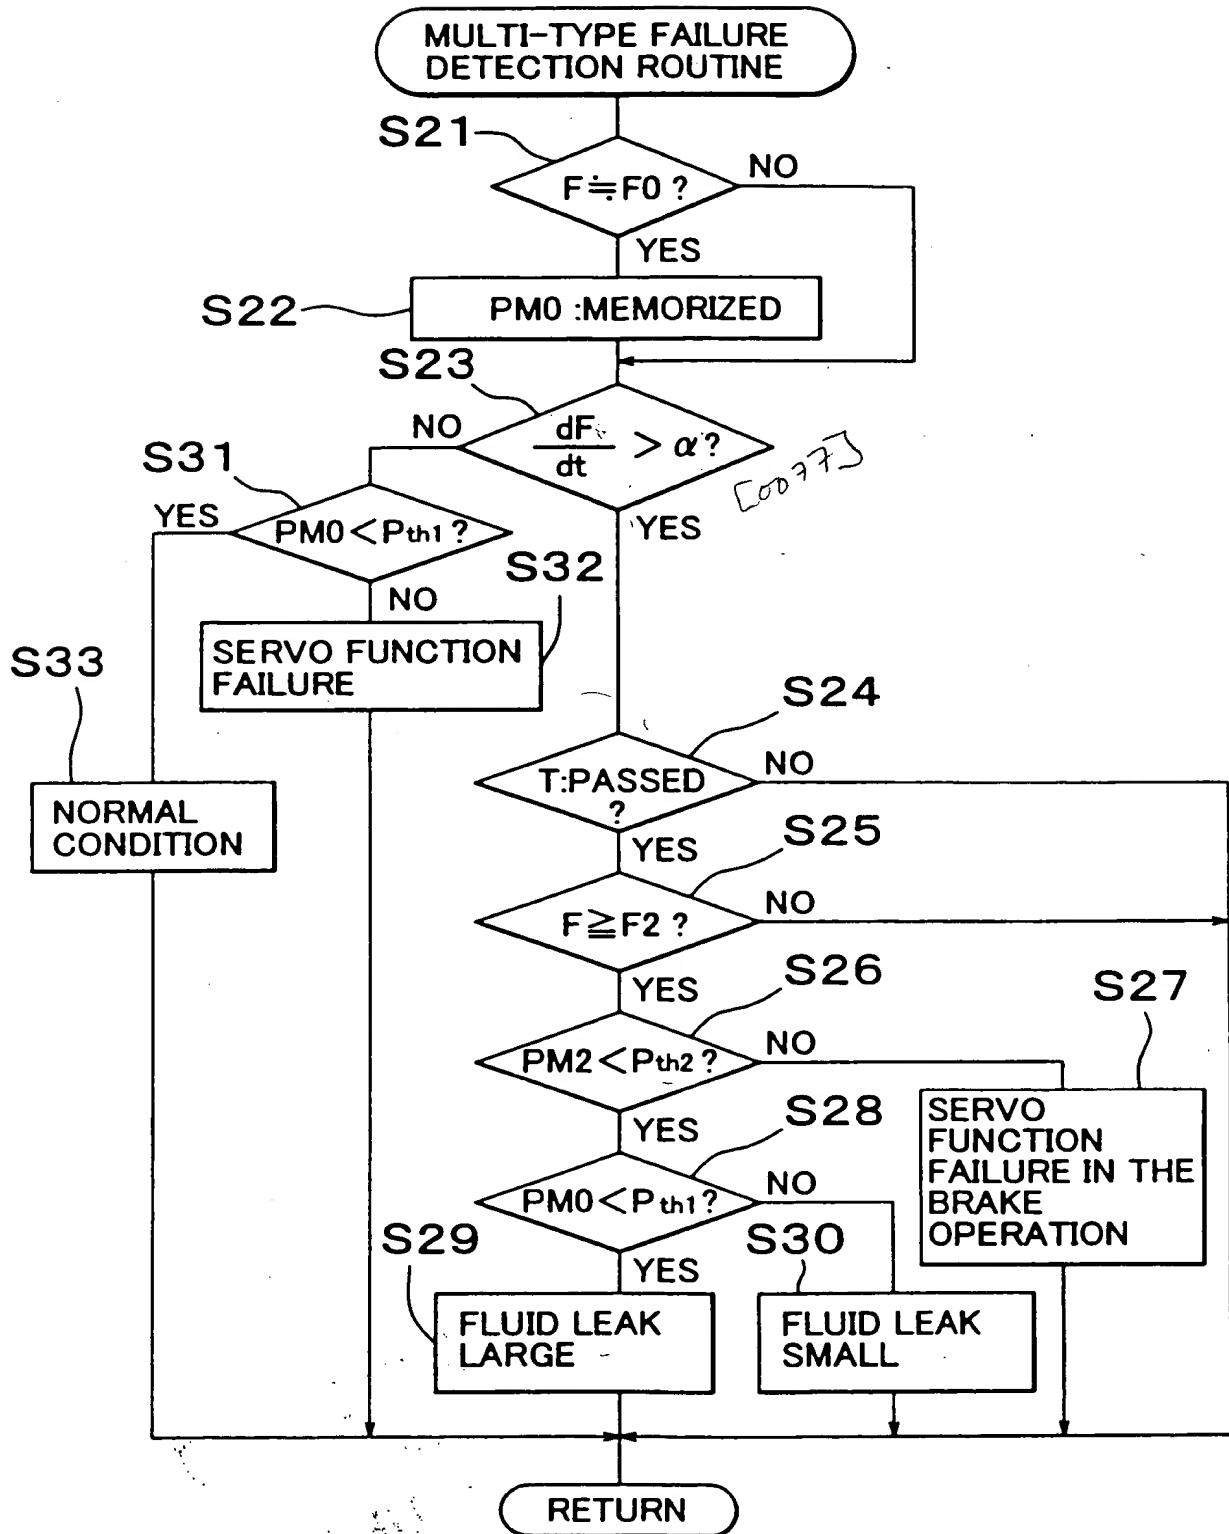 MULTI-TYPE FAILURE
DETECTION ROUTINE
S21
F≒F0 ?
NO
YES
S22
PM0 :MEMORIZED
S23
dF
dt
> α ?
NO
[0077]
YES
S31
YES
PM0<Pth1 ?
NO
S32
SERVO FUNCTION
FAILURE
S33
NORMAL
CONDITION
S24
T:PASSED
?
NO
YES
S25
F≧F2 ?
NO
YES
S26
PM2<Pth2 ?
NO
YES
S27
SERVO
FUNCTION
FAILURE IN THE
BRAKE
OPERATION
S28
PM0<Pth1 ?
NO
YES
S29
FLUID LEAK
LARGE
S30
FLUID LEAK
SMALL
RETURN